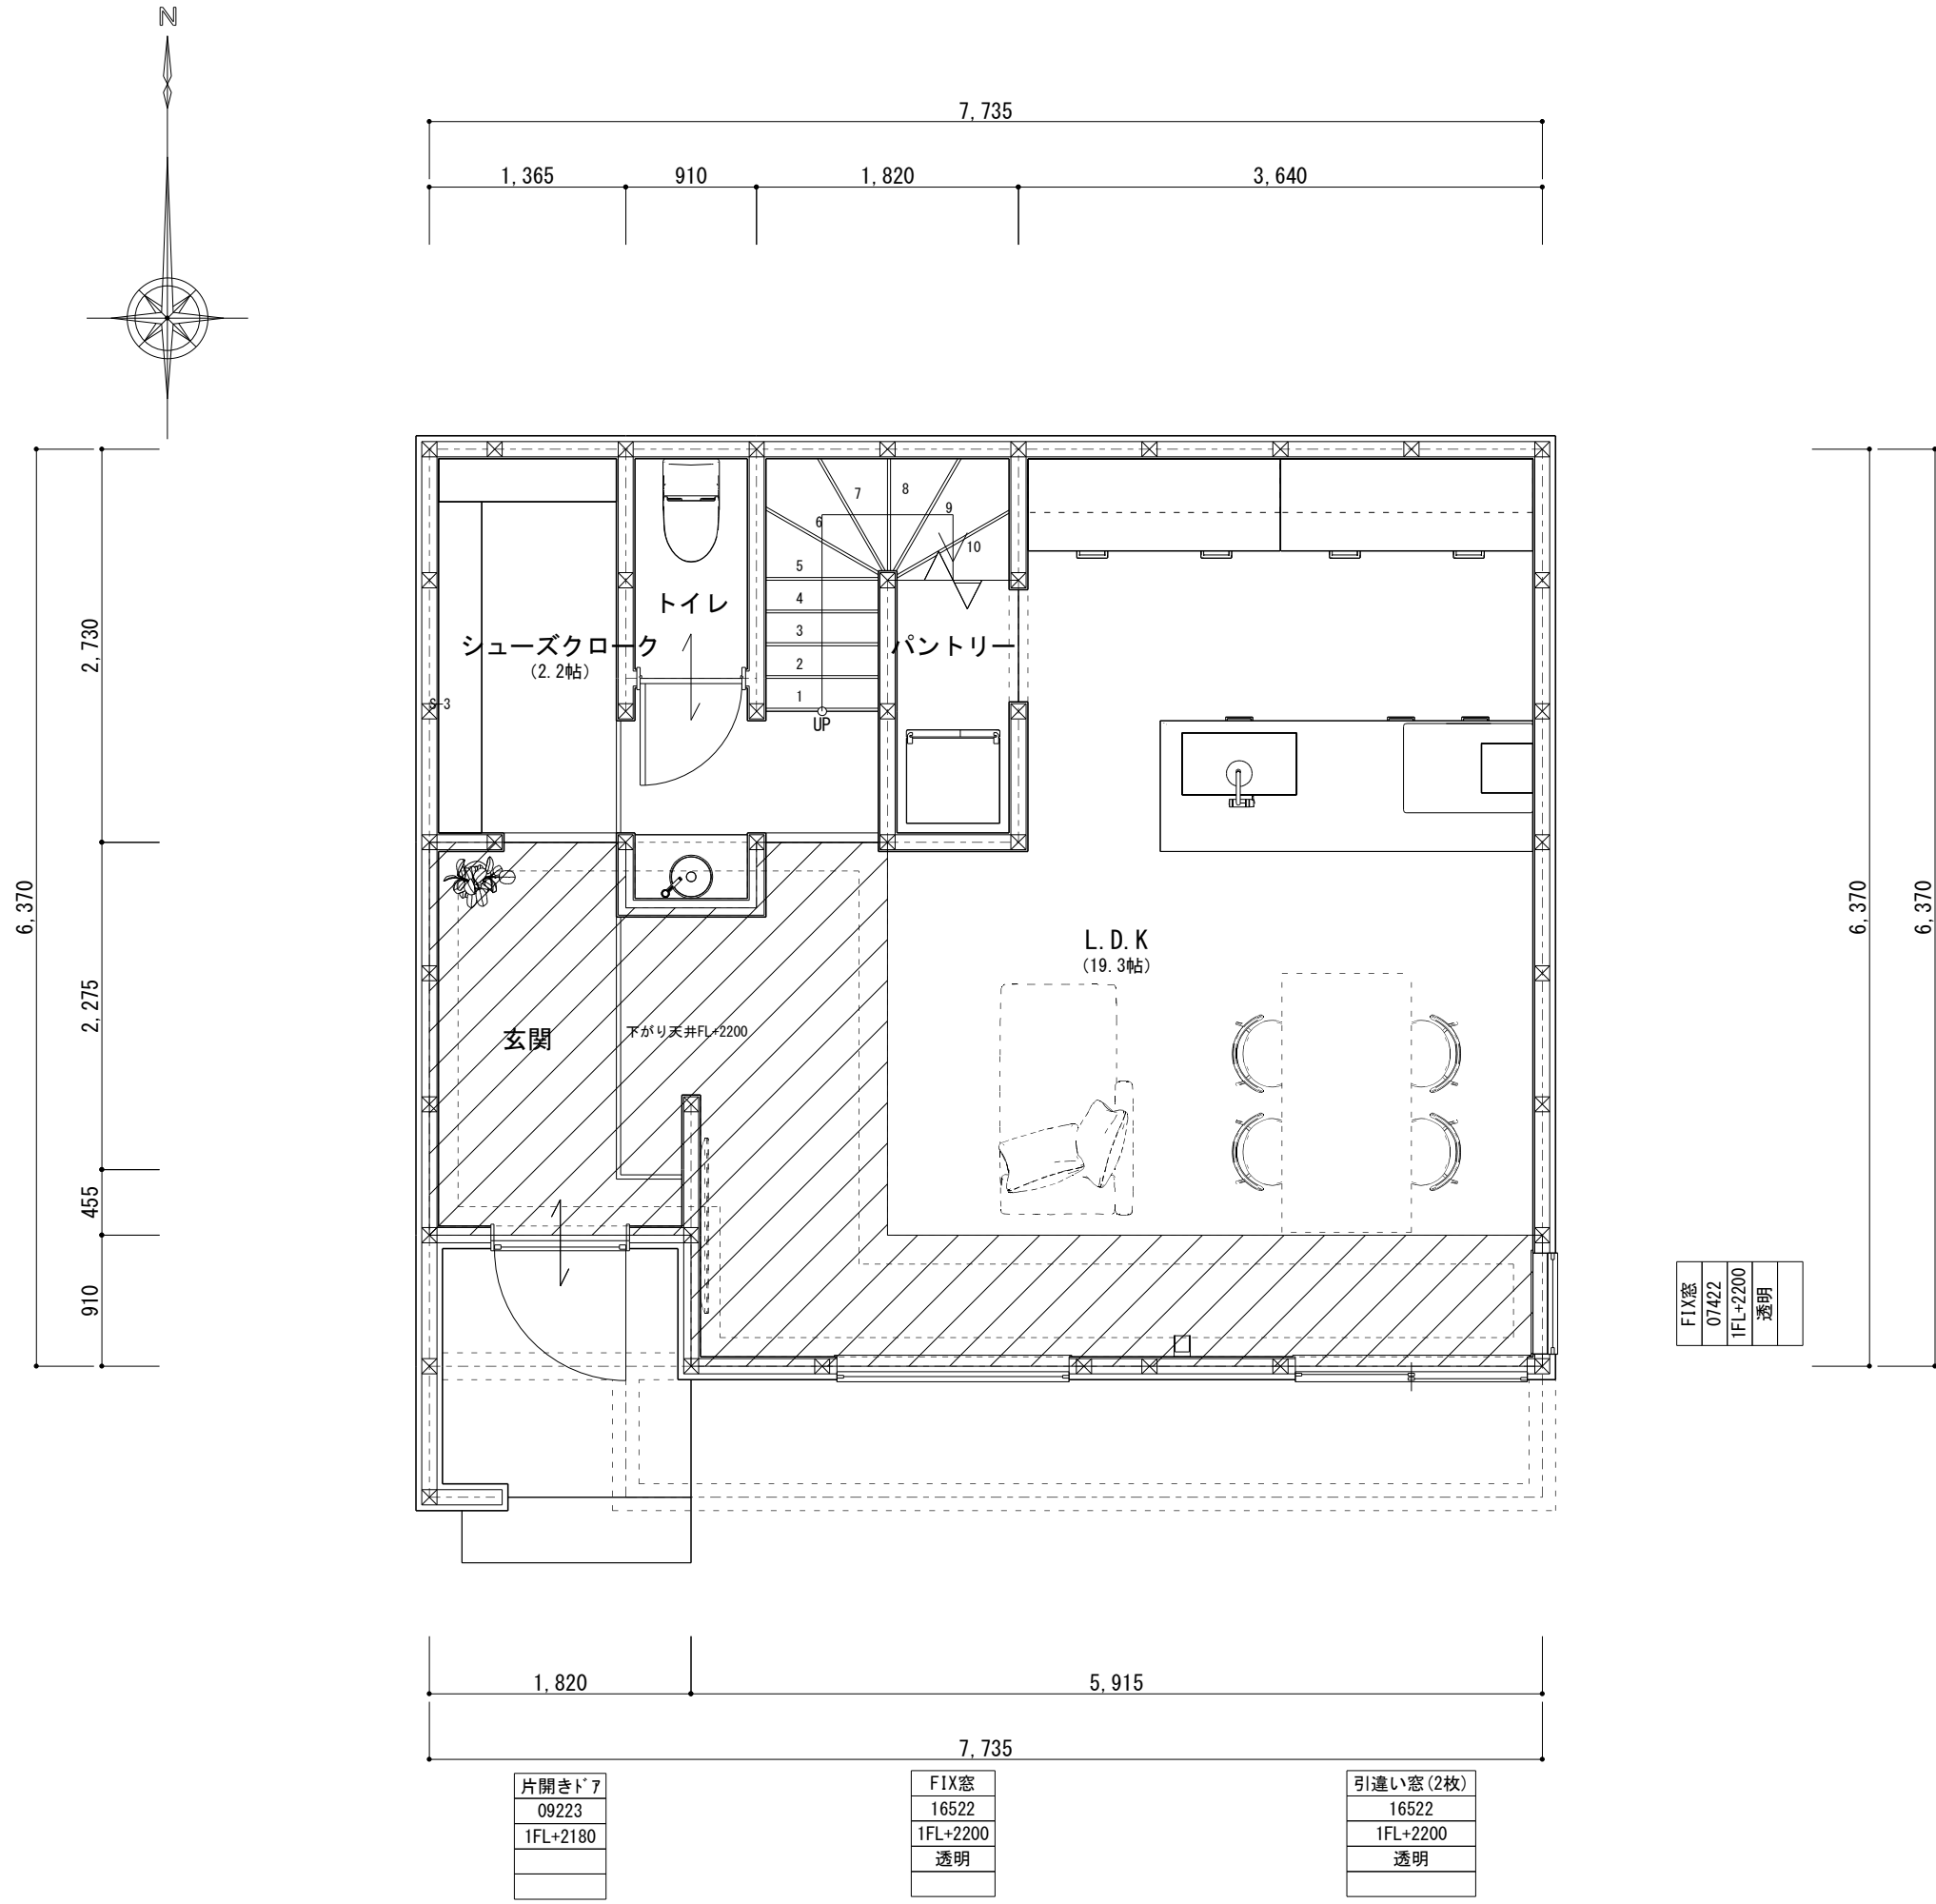 N
7,735
1,365
910
1,820
3,640
7
8
6
9
10
5
4
3
2
1
UP
トイレ
シューズクローク
(2.2帖)
パントリー
S-3
2,730
6,370
2,275
455
910
6,370
6,370
L.D.K
(19.3帖)
玄関
下がり天井FL+2200
FIX窓
07422
1FL+2200
透明
1,820
5,915
7,735
片開きドア
09223
1FL+2180
FIX窓
16522
1FL+2200
透明
引違い窓(2枚)
16522
1FL+2200
透明